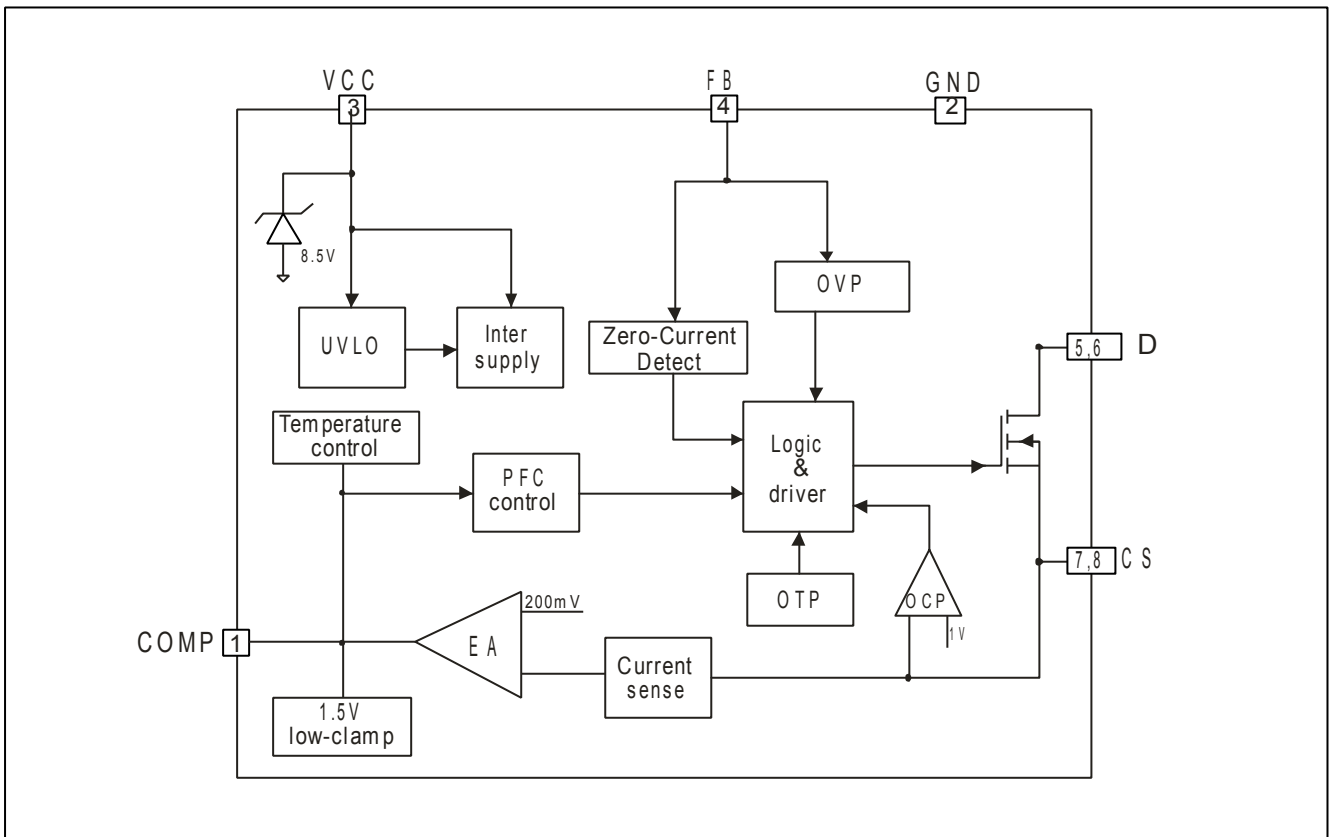 VCC
FB
GND
3
4
2
8.5V
OVP
UVLO
Inter
supply
Zero-Current
Detect
5,6
D
Temperature
control
PFC
control
Logic
&
driver
7,8
CS
OTP
OCP
1V
200mV
COMP
1
EA
Current
sense
1.5V
low-clamp